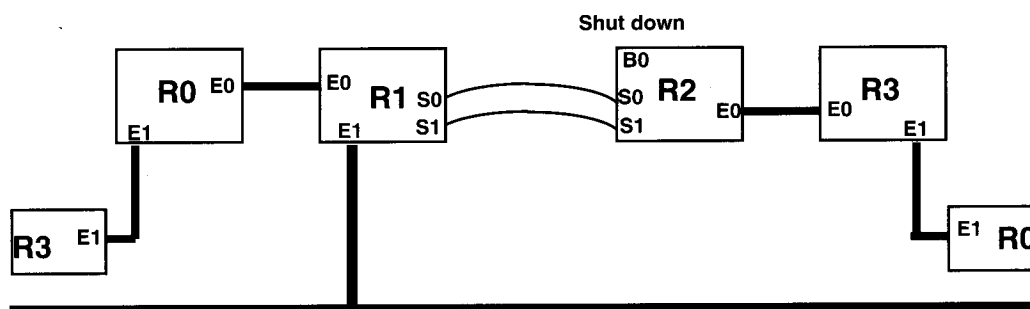 Shut down
R0 E0
E1
E0 R1 S0
S1
E1
B0
S0 R2 E0
S1
R3
E0
E1
R3 E1
E1 R0